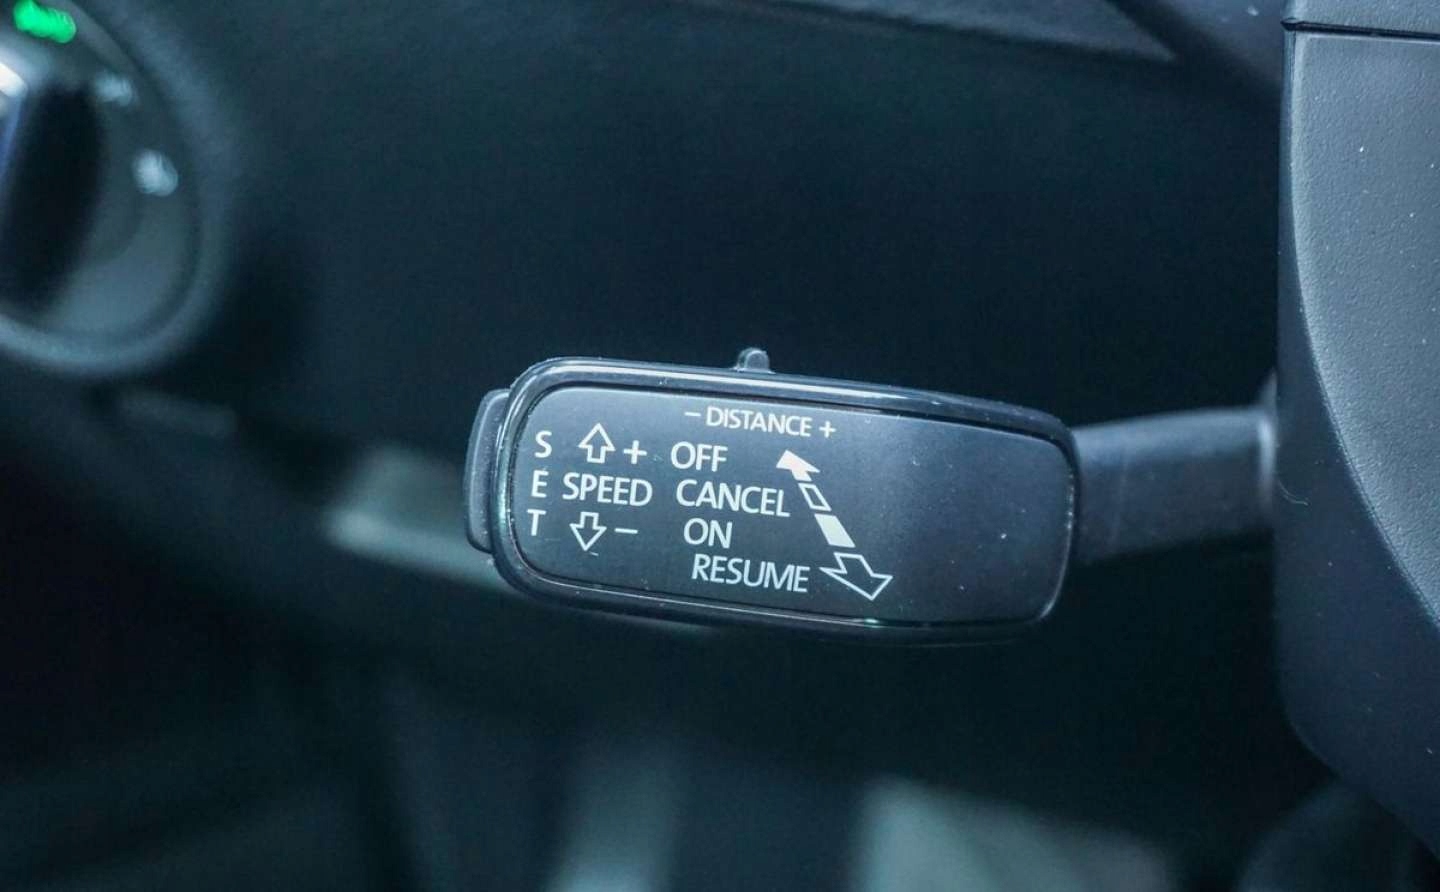 − DISTANCE +
S + OFF
E SPEED CANCEL
T − ON
RESUME